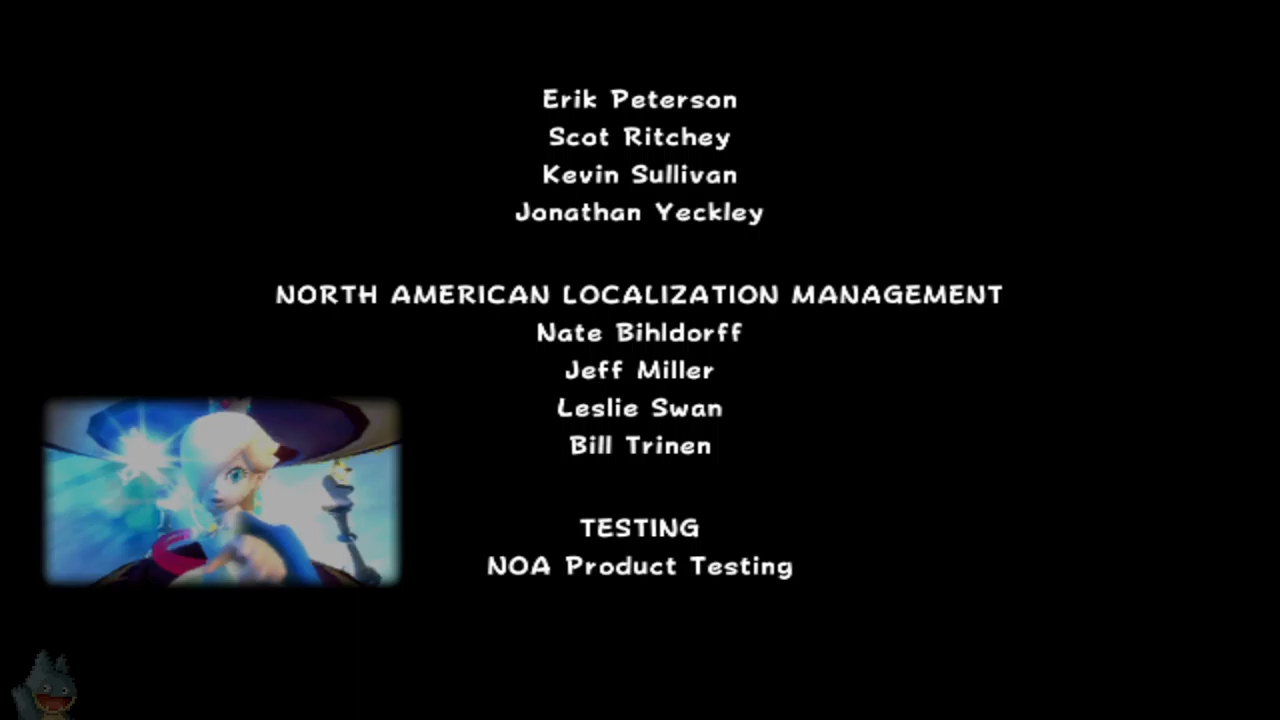 Erik Peterson
Scot Ritchey
Kevin Sullivan
Jonathan Yeckley
NORTH AMERICAN LOCALIZATION MANAGEMENT
Nate Bihldorff
Jeff Miller
Leslie Swan
Bill Trinen
TESTING
NOA Product Testing